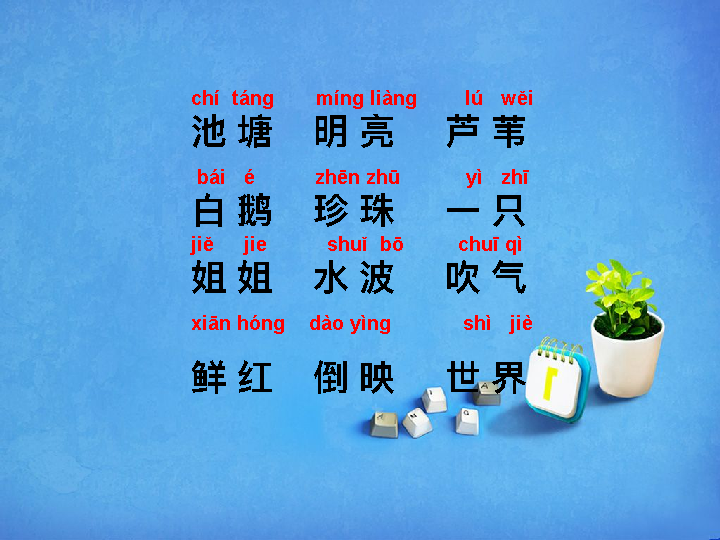 chí táng míng liàng lú wěi
池塘 明亮 芦苇
bái é zhēn zhū yì zhī
白鹅 珍珠 一只
jiě jie shuǐ bō chuī qì
姐姐 水波 吹气
xiān hóng dào yìng shì jiè
鲜红 倒映 世界